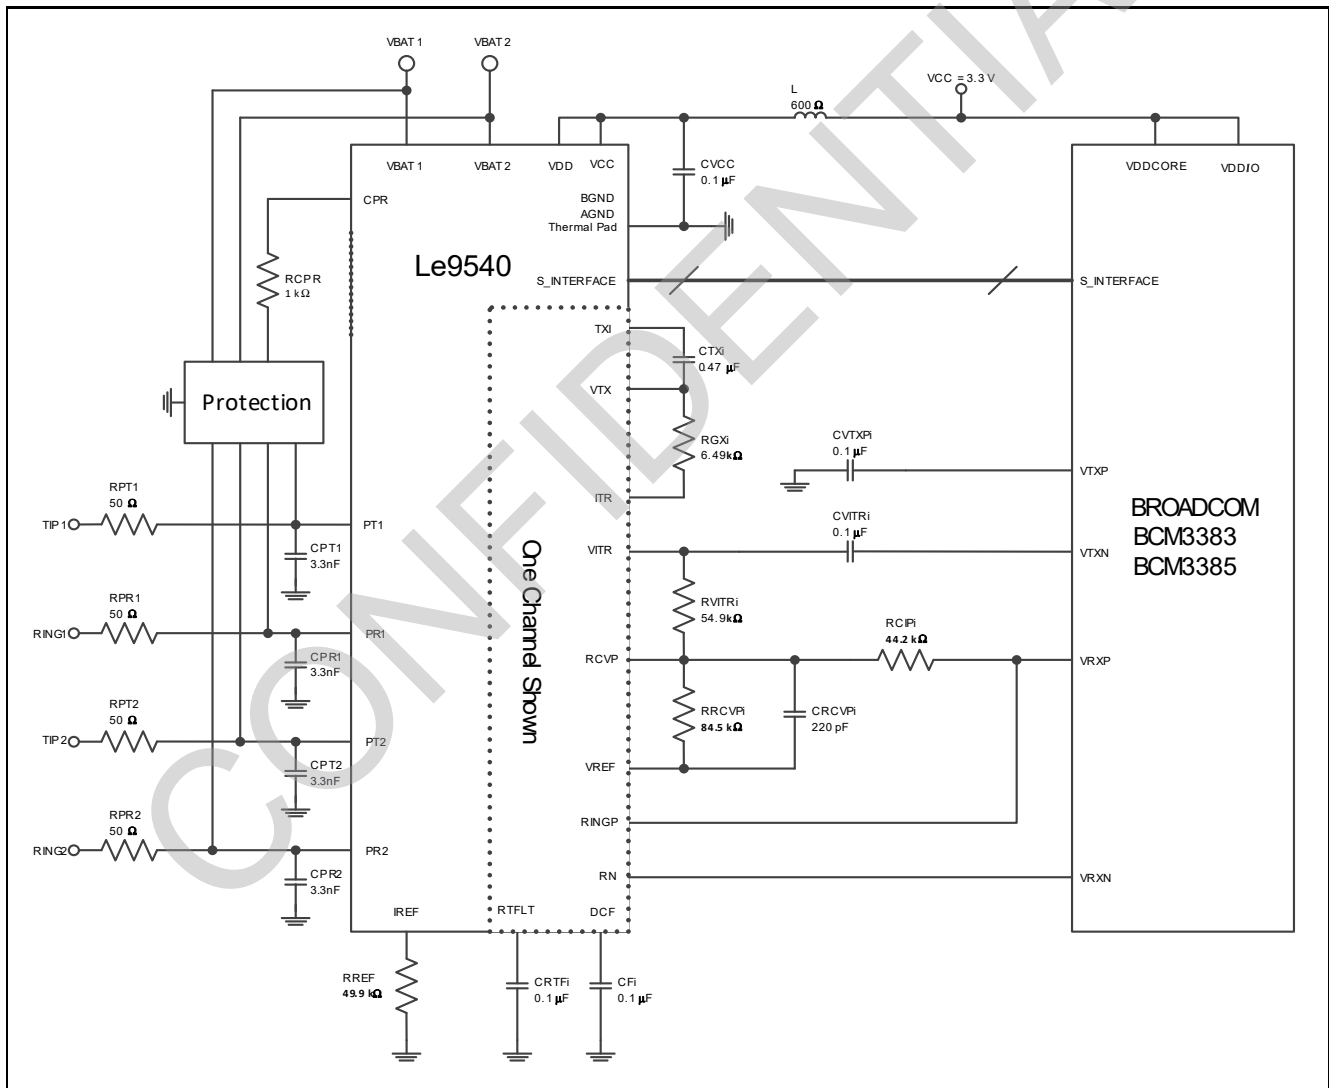 VBAT 1
VBAT 2
L
600 Ω
VCC = 3.3 V
VBAT 1
VBAT 2
VDD
VCC
CVCC
0.1 µF
VDDCORE
VDDIO
CPR
BGND
AGND
Thermal Pad
Le9540
RCPR
1 kΩ
S_INTERFACE
S_INTERFACE
TXI
CTXi
0.47 µF
VTX
Protection
RGXi
6.49kΩ
CVTXPi
0.1 µF
VTXP
ITR
RPT1
50 Ω
TIP1
PT1
CPT1
3.3nF
BROADCOM
BCM3383
BCM3385
CVITRi
0.1 µF
VITR
VTXN
One Channel Shown
RPR1
50 Ω
RING1
PR1
CPR1
3.3nF
RVITRi
54.9kΩ
RCIPi
44.2 kΩ
RCVP
VRXP
RPT2
50 Ω
TIP2
PT2
CPT2
3.3nF
RRCVPi
84.5 kΩ
CRCVPi
220 pF
VREF
RPR2
50 Ω
RING2
PR2
CPR2
3.3nF
RINGP
RN
VRXN
IREF
RTFLT
DCF
RREF
49.9 kΩ
CRTFi
0.1 µF
CFi
0.1 µF
CONFIDENTIA